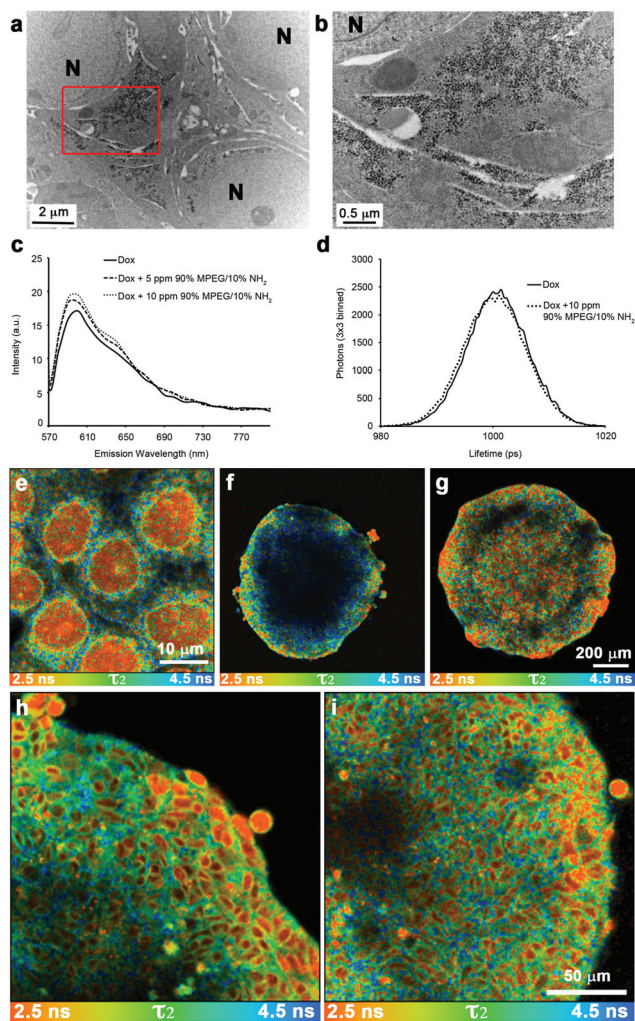 a
N
N
N
2 μm
b
N
0.5 μm
c
Intensity (a.u.)
25
20
15
10
5
0
Dox
Dox + 5 ppm 90% MPEG/10% NH₂
Dox + 10 ppm 90% MPEG/10% NH₂
570 610 650 690 730 770
Emission Wavelength (nm)
d
Photons (3x3 binned)
3000
2500
2000
1500
1000
500
0
Dox
Dox +10 ppm
90% MPEG/10% NH₂
980 1000 1020
Lifetime (ps)
e
10 μm
2.5 ns τ₂ 4.5 ns
f
2.5 ns τ₂ 4.5 ns
g
200 μm
2.5 ns τ₂ 4.5 ns
h
2.5 ns τ₂ 4.5 ns
i
50 μm
2.5 ns τ₂ 4.5 ns